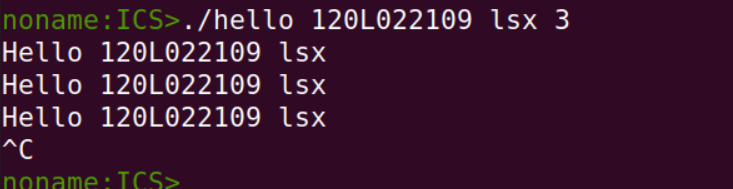 noname:ICS>./hello 120L022109 lsx 3
Hello 120L022109 lsx
Hello 120L022109 lsx
Hello 120L022109 lsx
^C
noname:ICS>